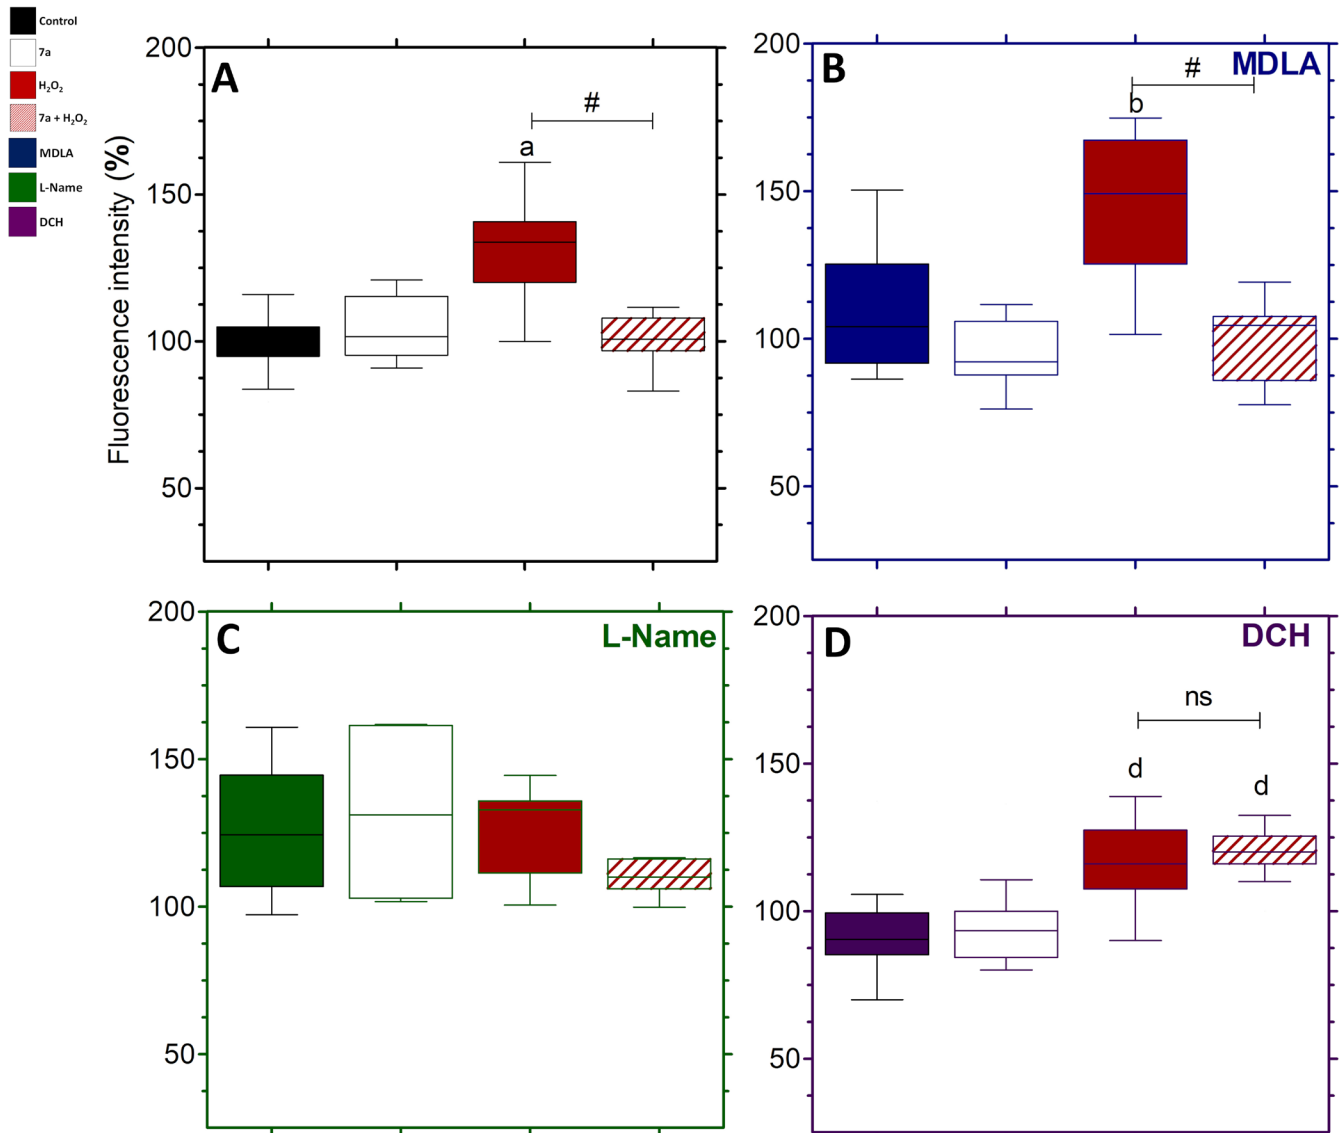 Control
7a
H₂O₂
7a + H₂O₂
MDLA
L-Name
DCH
Fluorescence intensity (%)
A
200
150
100
50
a
#
B
MDLA
200
150
100
50
b
#
C
L-Name
200
150
100
50
D
DCH
200
150
100
50
ns
d
d